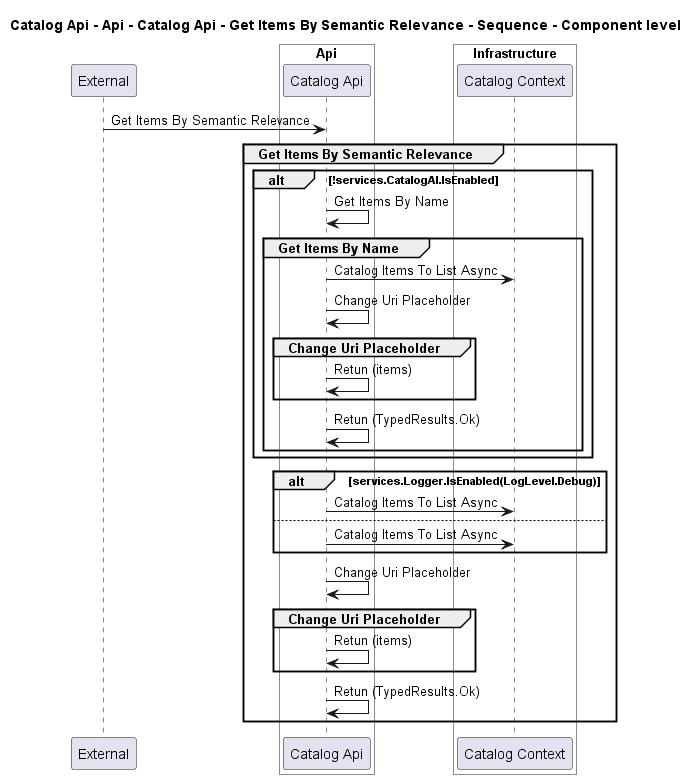 Catalog Api - Api - Catalog Api - Get Items By Semantic Relevance - Sequence - Component level
Api
Infrastructure
External
Catalog Api
Catalog Context
Get Items By Semantic Relevance
Get Items By Semantic Relevance
alt
[!services.CatalogAI.IsEnabled]
Get Items By Name
Get Items By Name
Catalog Items To List Async
Change Uri Placeholder
Change Uri Placeholder
Retun (items)
Retun (TypedResults.Ok)
alt
[services.Logger.IsEnabled(LogLevel.Debug)]
Catalog Items To List Async
Catalog Items To List Async
Change Uri Placeholder
Change Uri Placeholder
Retun (items)
Retun (TypedResults.Ok)
External
Catalog Api
Catalog Context